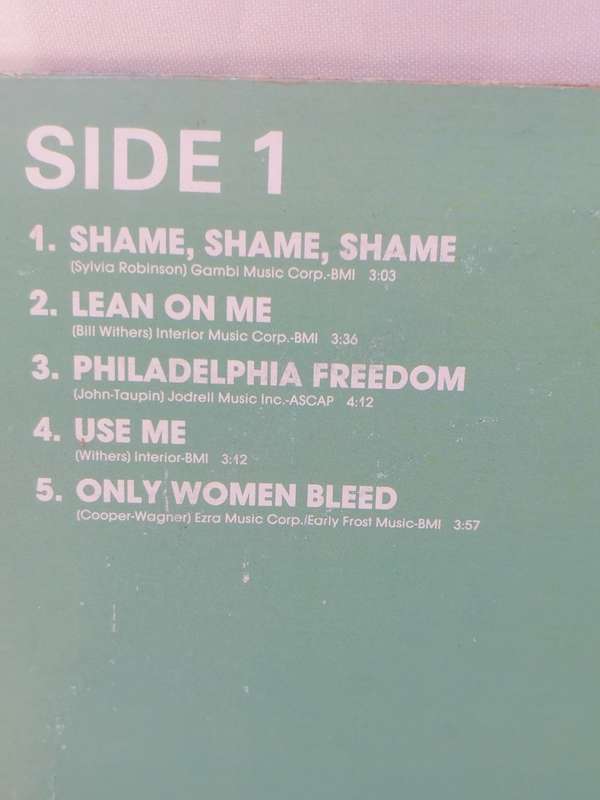 SIDE 1
1. SHAME, SHAME, SHAME
(Sylvia Robinson) Gambi Music Corp.-BMI 3:03
2. LEAN ON ME
(Bill Withers) Interior Music Corp.-BMI 3:36
3. PHILADELPHIA FREEDOM
(John-Taupin) Jodrell Music Inc.-ASCAP 4:12
4. USE ME
(Withers) Interior-BMI 3:12
5. ONLY WOMEN BLEED
(Cooper-Wagner) Ezra Music Corp./Early Frost Music-BMI 3:57